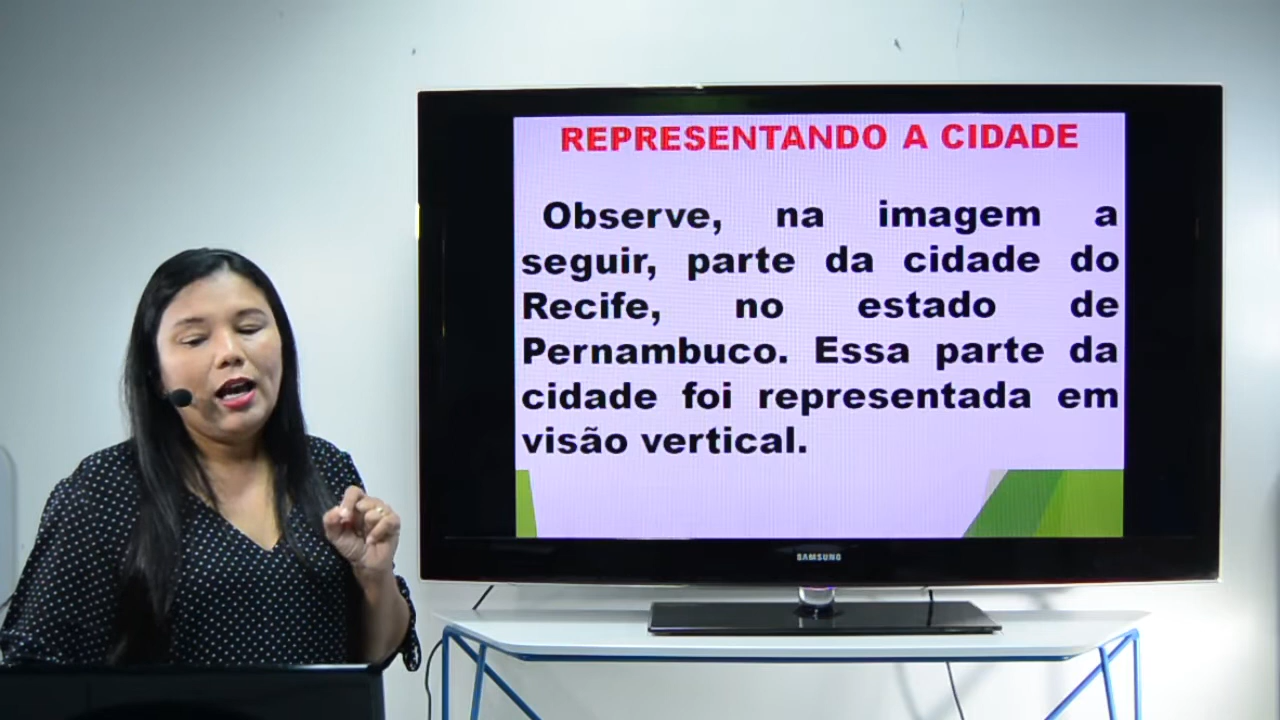 REPRESENTANDO A CIDADE
Observe, na imagem a
seguir, parte da cidade do
Recife, no estado de
Pernambuco. Essa parte da
cidade foi representada em
visão vertical.
SAMSUNG